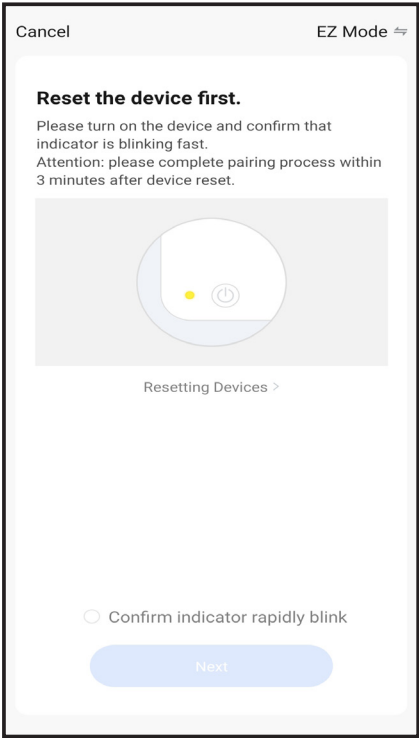 Cancel
EZ Mode
Reset the device first.
Please turn on the device and confirm that
indicator is blinking fast.
Attention: please complete pairing process within
3 minutes after device reset.
Resetting Devices >
Confirm indicator rapidly blink
Next